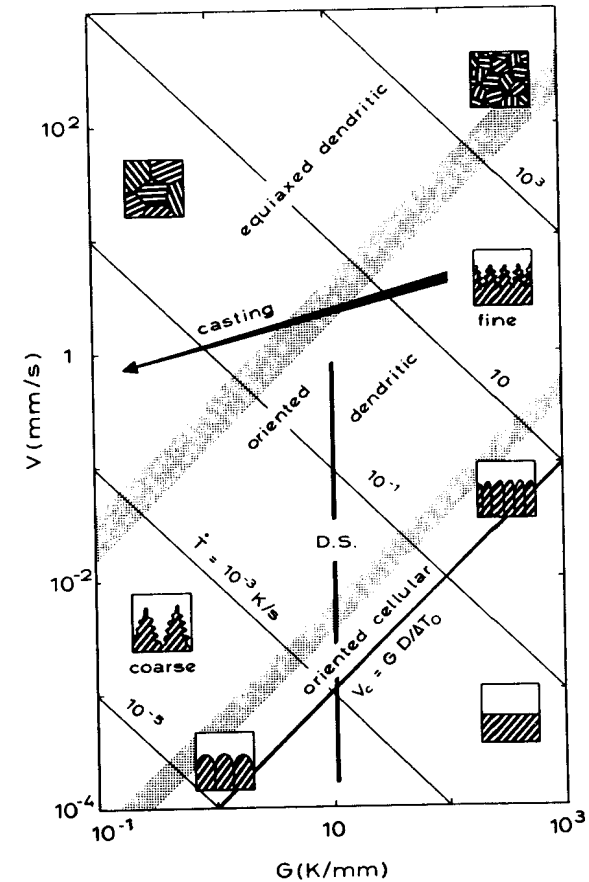 10²
1
10⁻²
10⁻⁴
V(mm/s)
equiaxed dendritic
10³
casting
fine
10
oriented
dendritic
10⁻¹
D.S.
Ṫ = 10⁻³ K/s
oriented cellular
V_c = G D/ΔT₀
coarse
10⁻⁵
10⁻¹
10
10³
G(K/mm)